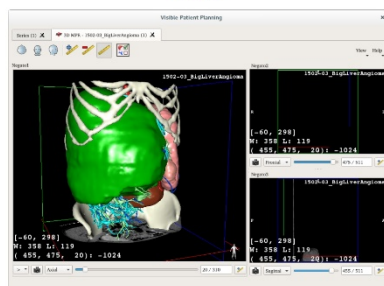 Visible Patient Planning
Series (1) X 3D MPR - 1502-03_BigLiverAngioma (1) X
View Help
Negono1
1502-03_BigLiverAngioma
[-60, 298]
W: 358 L: 119
( 455, 475, 20): -1024
Axial
20 / 510
1502-03_BigLiverAngioma
[-60, 298]
W: 358 L: 119
( 455, 475, 20): -1024
Frontal
475 / 511
1502-03_BigLiverAngioma
[-60, 298]
W: 358 L: 119
( 455, 475, 20): -1024
Sagittal
455 / 511